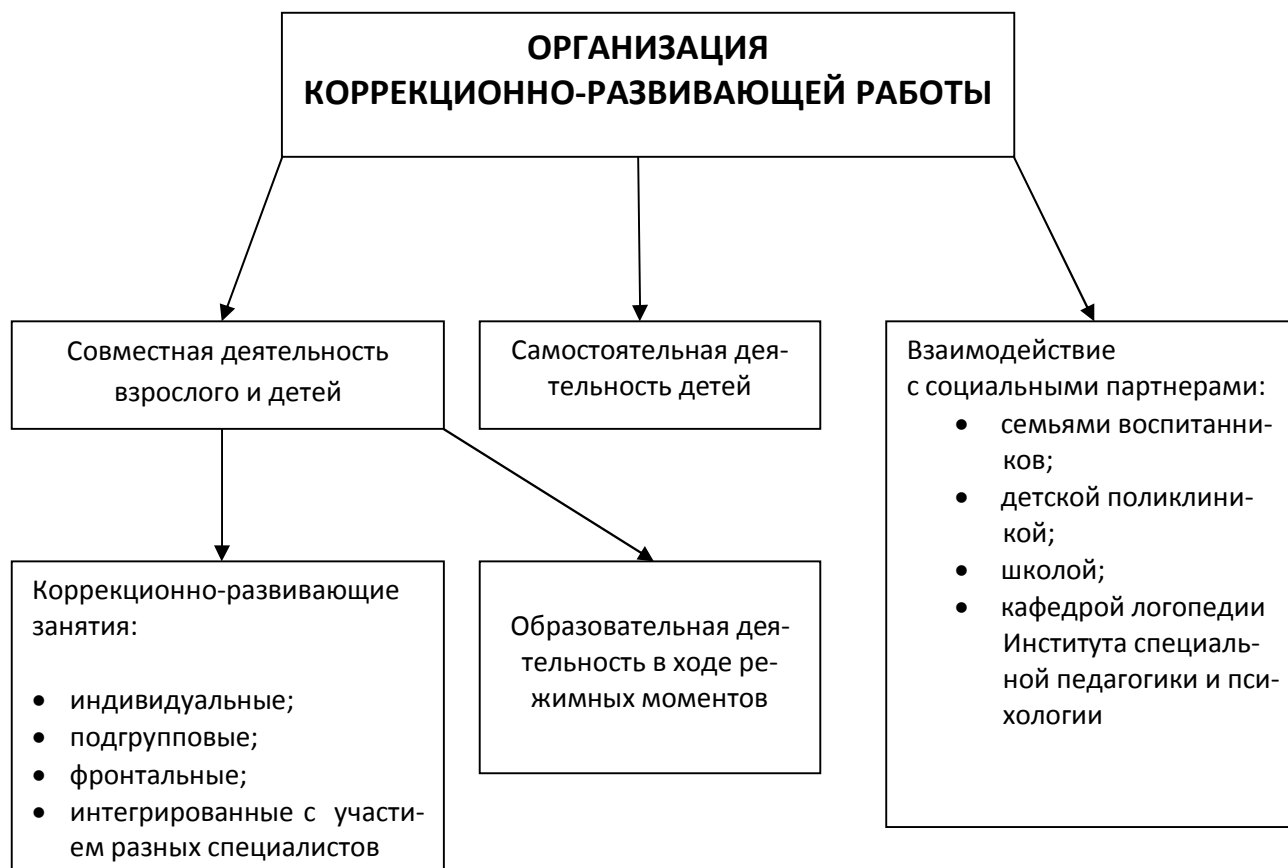 ОРГАНИЗАЦИЯ
КОРРЕКЦИОННО-РАЗВИВАЮЩЕЙ РАБОТЫ
Совместная деятельность
взрослого и детей
Самостоятельная дея-
тельность детей
Взаимодействие
с социальными партнерами:
• семьями воспитанни-
ков;
• детской поликлини-
кой;
• школой;
• кафедрой логопедии
Института специаль-
ной педагогики и пси-
хологии
Коррекционно-развивающие
занятия:
• индивидуальные;
• подгрупповые;
• фронтальные;
• интегрированные с участи-
ем разных специалистов
Образовательная дея-
тельность в ходе ре-
жимных моментов